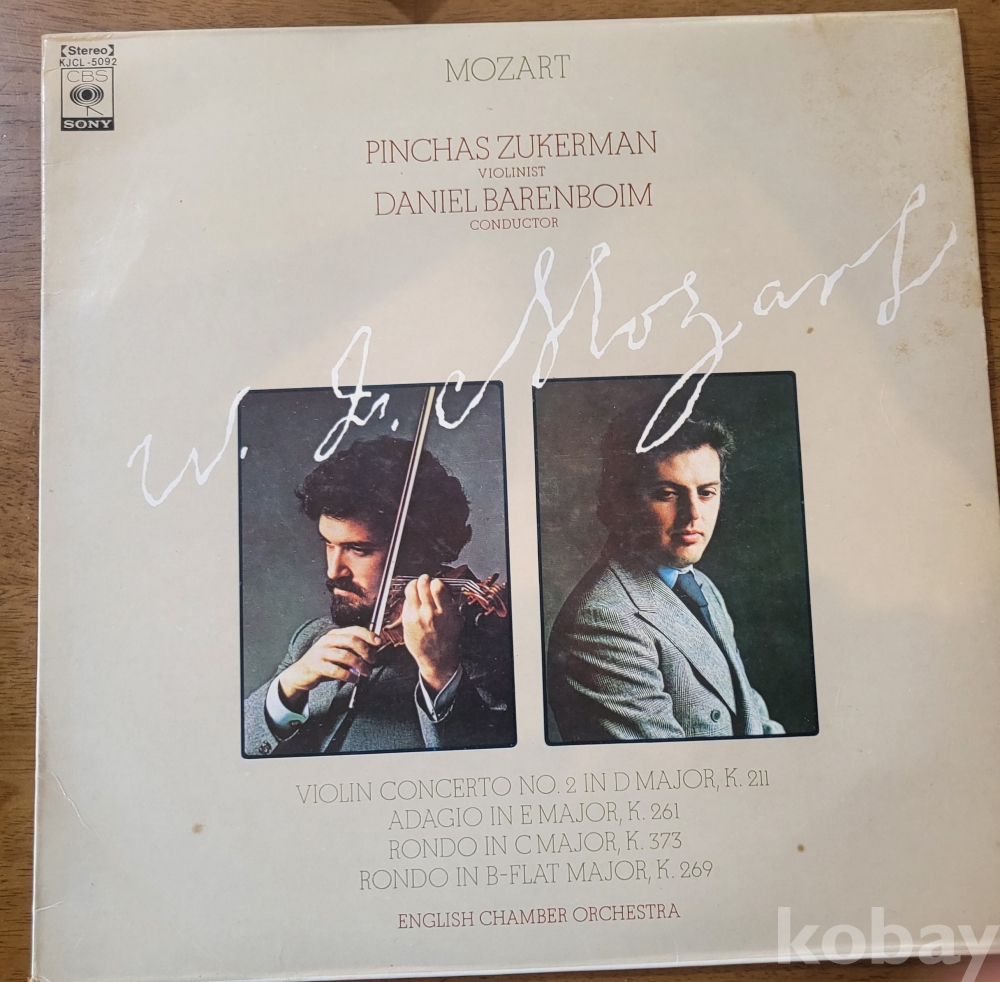 【Stereo】
KJCL-5092
CBS
SONY
MOZART
PINCHAS ZUKERMAN
VIOLINIST
DANIEL BARENBOIM
CONDUCTOR
W. A. Mozart
VIOLIN CONCERTO NO. 2 IN D MAJOR, K. 211
ADAGIO IN E MAJOR, K. 261
RONDO IN C MAJOR, K. 373
RONDO IN B-FLAT MAJOR, K. 269
ENGLISH CHAMBER ORCHESTRA
kobay